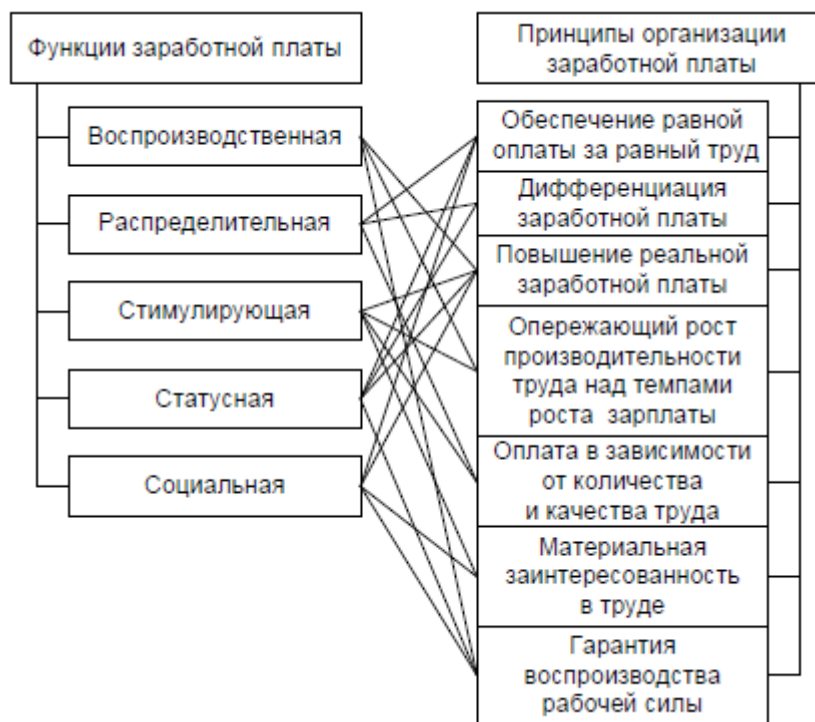 Функции заработной платы
Воспроизводственная
Распределительная
Стимулирующая
Статусная
Социальная
Принципы организации
заработной платы
Обеспечение равной
оплаты за равный труд
Дифференциация
заработной платы
Повышение реальной
заработной платы
Опережающий рост
производительности
труда над темпами
роста зарплаты
Оплата в зависимости
от количества
и качества труда
Материальная
заинтересованность
в труде
Гарантия
воспроизводства
рабочей силы